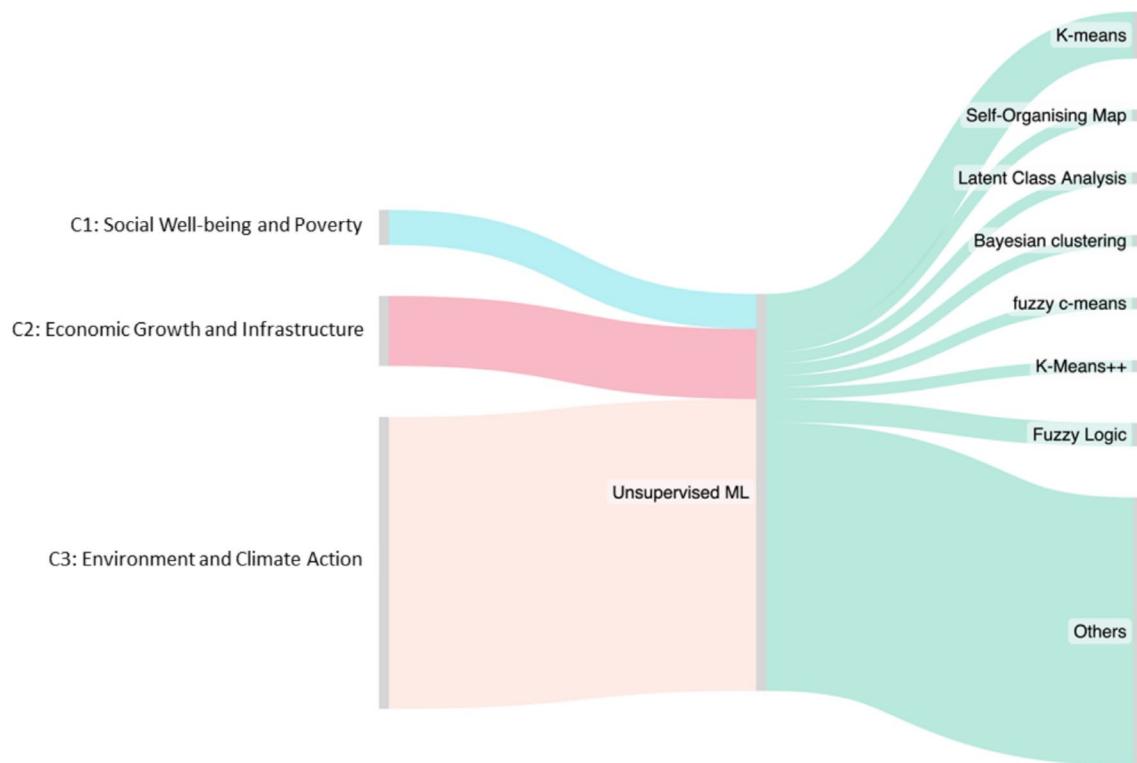 C1: Social Well-being and Poverty
C2: Economic Growth and Infrastructure
C3: Environment and Climate Action
Unsupervised ML
K-means
Self-Organising Map
Latent Class Analysis
Bayesian clustering
fuzzy c-means
K-Means++
Fuzzy Logic
Others